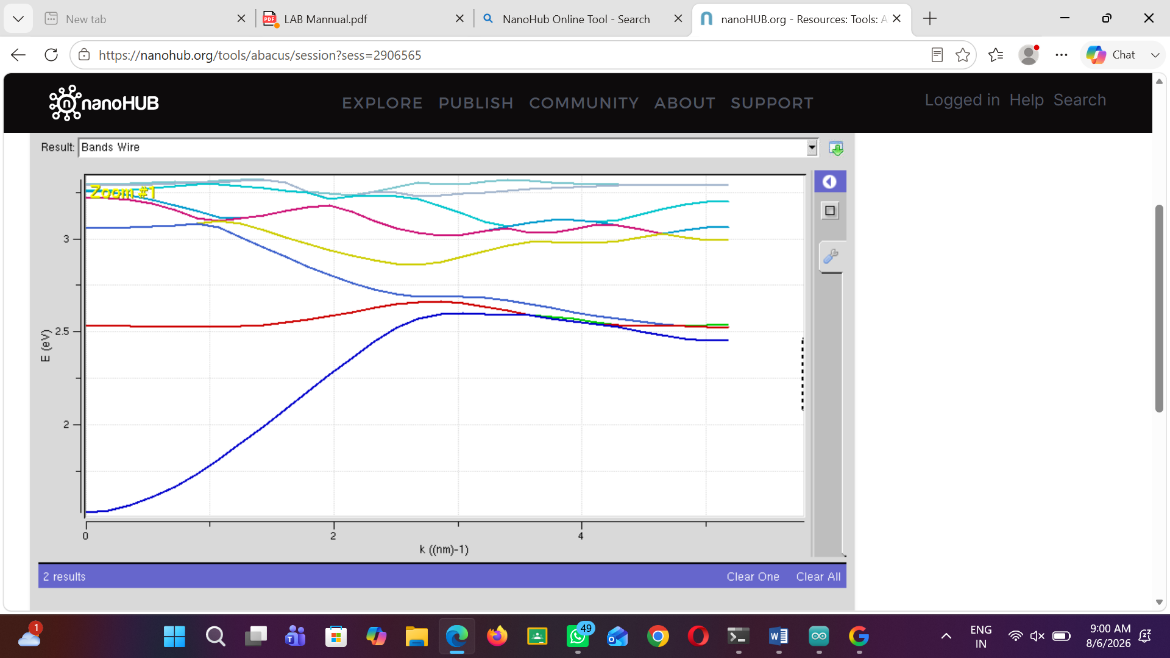 New tab
LAB Mannual.pdf
NanoHub Online Tool - Search
nanoHUB.org - Resources: Tools: A
https://nanohub.org/tools/abacus/session?sess=2906565
Chat
nanoHUB
EXPLORE PUBLISH COMMUNITY ABOUT SUPPORT
Logged in Help Search
Result: Bands Wire
Zoom #1
3
2.5
2
E (eV)
0
2
4
k ((nm)-1)
2 results
Clear One
Clear All
1
49
ENG
IN
9:00 AM
8/6/2026